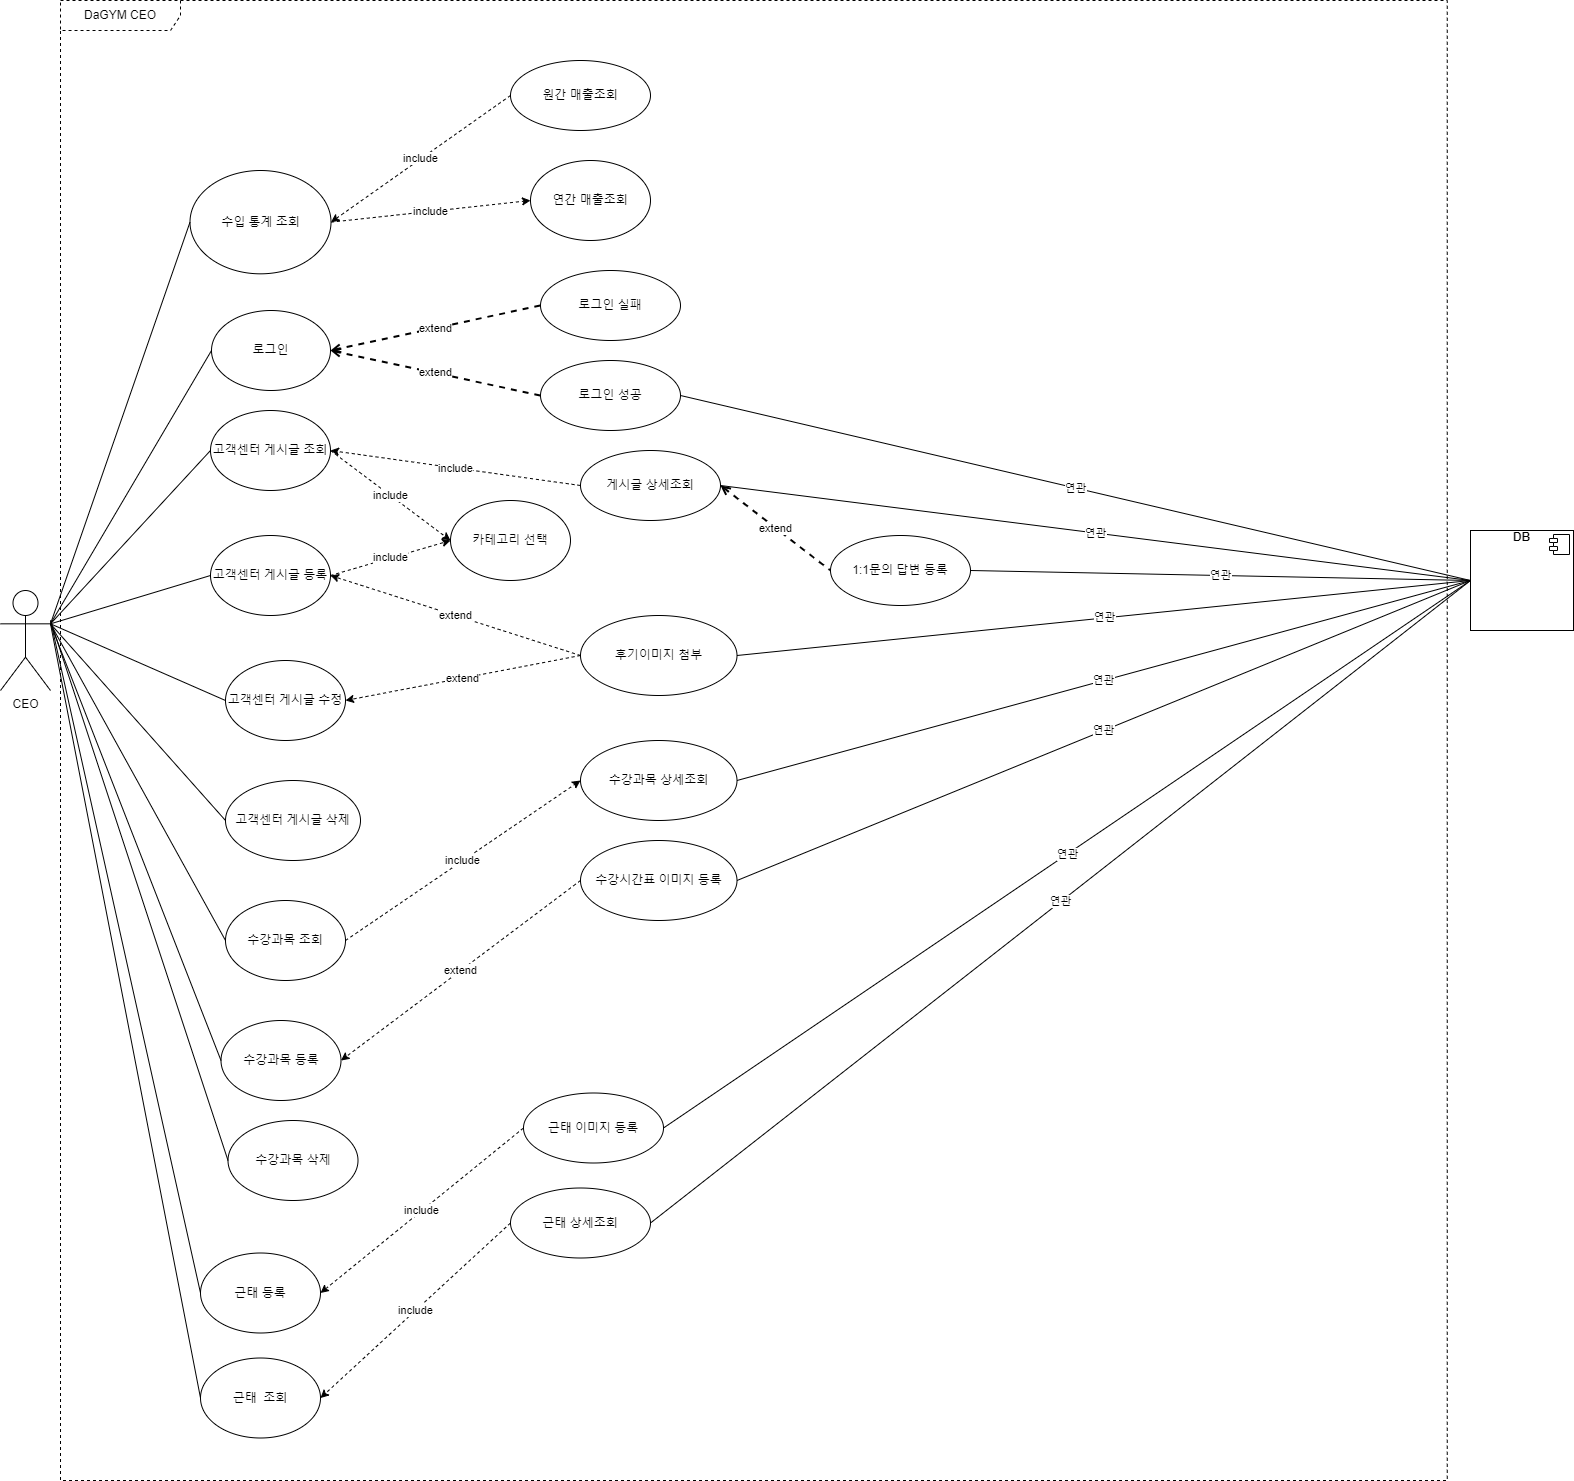 DaGYM CEO
원간 매출조회
include
연간 매출조회
include
수입 통계 조회
로그인 실패
extend
로그인
extend
로그인 성공
고객센터 게시글 조회
include
게시글 상세조회
연관
include
extend
연관
카테고리 선택
DB
include
고객센터 게시글 등록
1:1문의 답변 등록
연관
extend
연관
후기이미지 첨부
extend
연관
CEO
고객센터 게시글 수정
연관
수강과목 상세조회
고객센터 게시글 삭제
include
연관
수강시간표 이미지 등록
연관
수강과목 조회
extend
수강과목 등록
근태 이미지 등록
수강과목 삭제
include
근태 상세조회
근태 등록
include
근태  조회